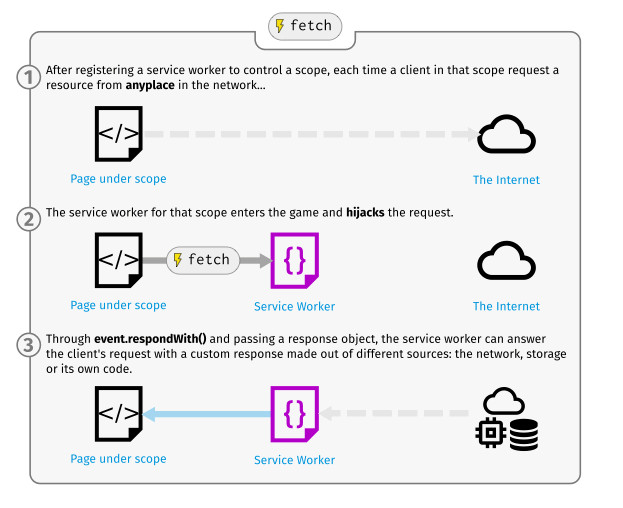 fetch
1
After registering a service worker to control a scope, each time a client in that scope request a
resource from anyplace in the network...
</>
Page under scope
The Internet
2
The service worker for that scope enters the game and hijacks the request.
</>
fetch
{}
Page under scope
Service Worker
The Internet
3
Through event.respondWith() and passing a response object, the service worker can answer
the client's request with a custom response made out of different sources: the network, storage
or its own code.
</>
{}
Page under scope
Service Worker